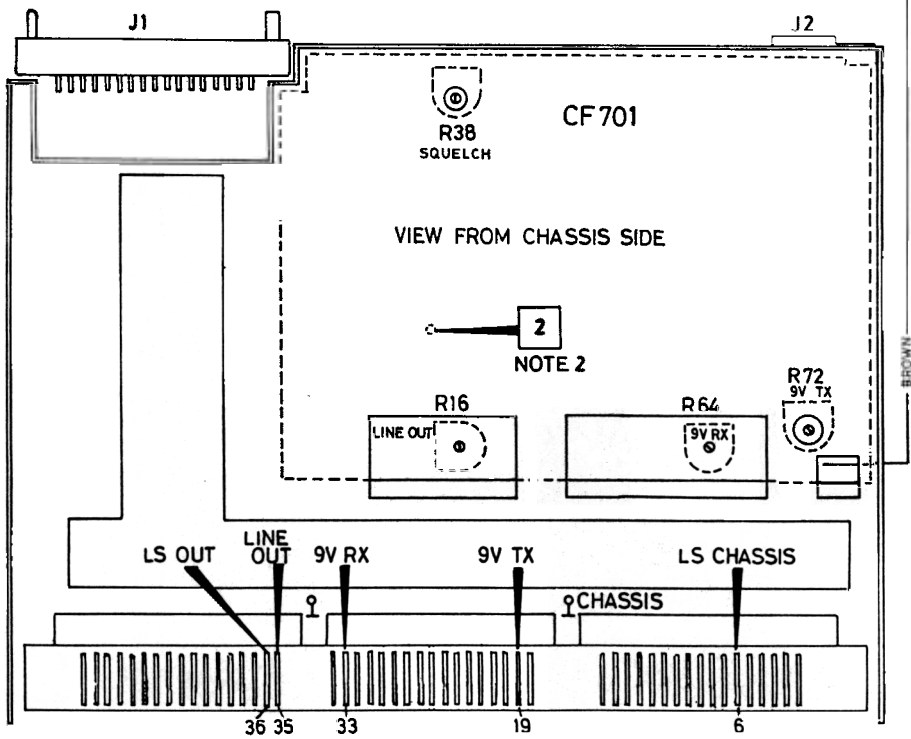 J1
J2
CF701
R38
SQUELCH
VIEW FROM CHASSIS SIDE
2
NOTE 2
BROWN
R72
9V TX
R16
R64
LINE OUT
9V RX
LS OUT
LINE
OUT
9V RX
9V TX
LS CHASSIS
CHASSIS
36 35 33 19 6